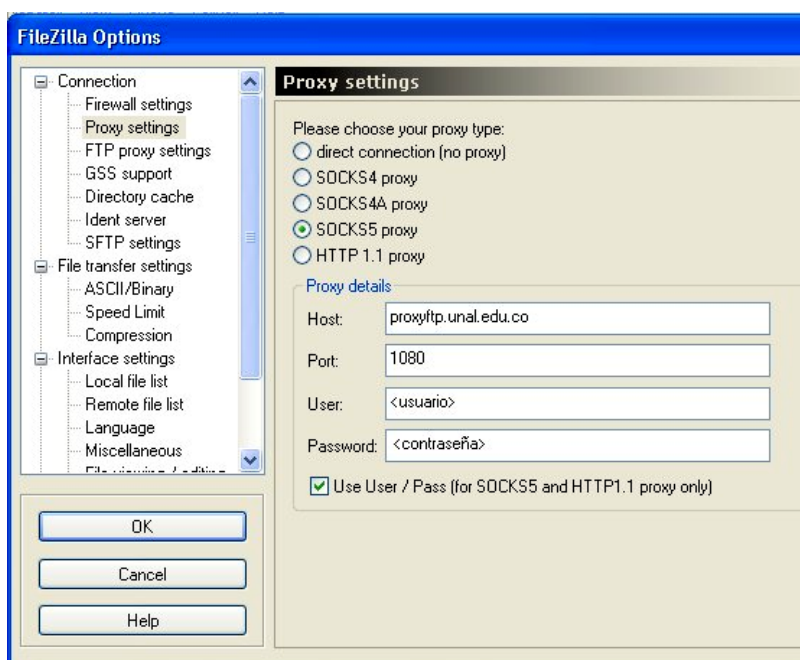 FileZilla Options
Connection
Firewall settings
Proxy settings
FTP proxy settings
GSS support
Directory cache
Ident server
SFTP settings
File transfer settings
ASCII/Binary
Speed Limit
Compression
Interface settings
Local file list
Remote file list
Language
Miscellaneous
OK
Cancel
Help
Proxy settings
Please choose your proxy type:
direct connection (no proxy)
SOCKS4 proxy
SOCKS4A proxy
SOCKS5 proxy
HTTP 1.1 proxy
Proxy details
Host: proxyftp.unal.edu.co
Port: 1080
User: <usuario>
Password: <contraseña>
Use User / Pass (for SOCKS5 and HTTP1.1 proxy only)